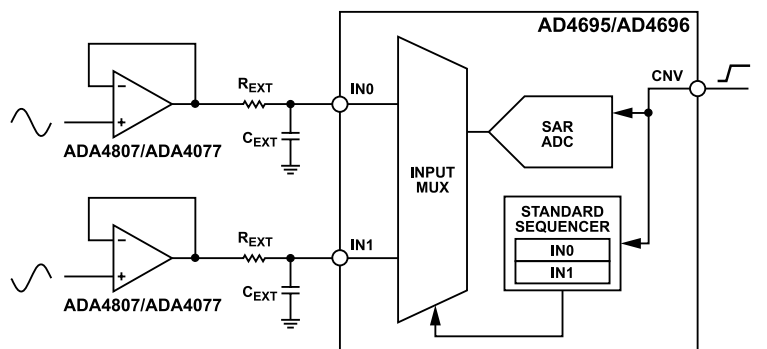 AD4695/AD4696
CNV
R_EXT
IN0
C_EXT
ADA4807/ADA4077
SAR
ADC
INPUT
MUX
STANDARD
SEQUENCER
IN0
IN1
R_EXT
IN1
C_EXT
ADA4807/ADA4077